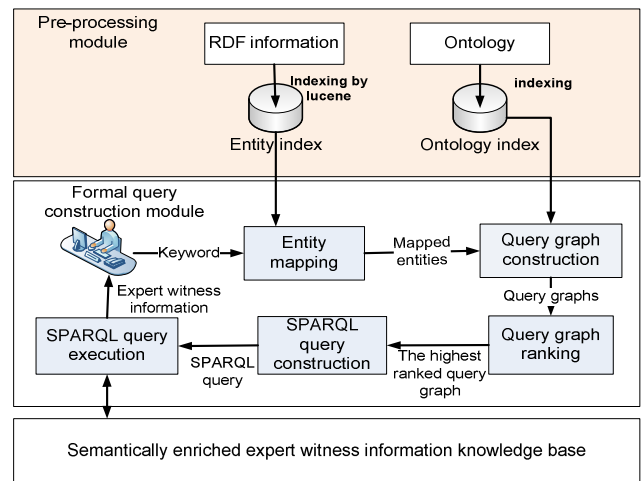 Pre-processing
module
RDF information
Ontology
Indexing by
lucene
indexing
Entity index
Ontology index
Formal query
construction module
Keyword
Entity
mapping
Mapped
entities
Query graph
construction
Expert witness
information
Query graphs
SPARQL query
execution
SPARQL
query
SPARQL
query
construction
The highest
ranked query
graph
Query graph
ranking
Semantically enriched expert witness information knowledge base